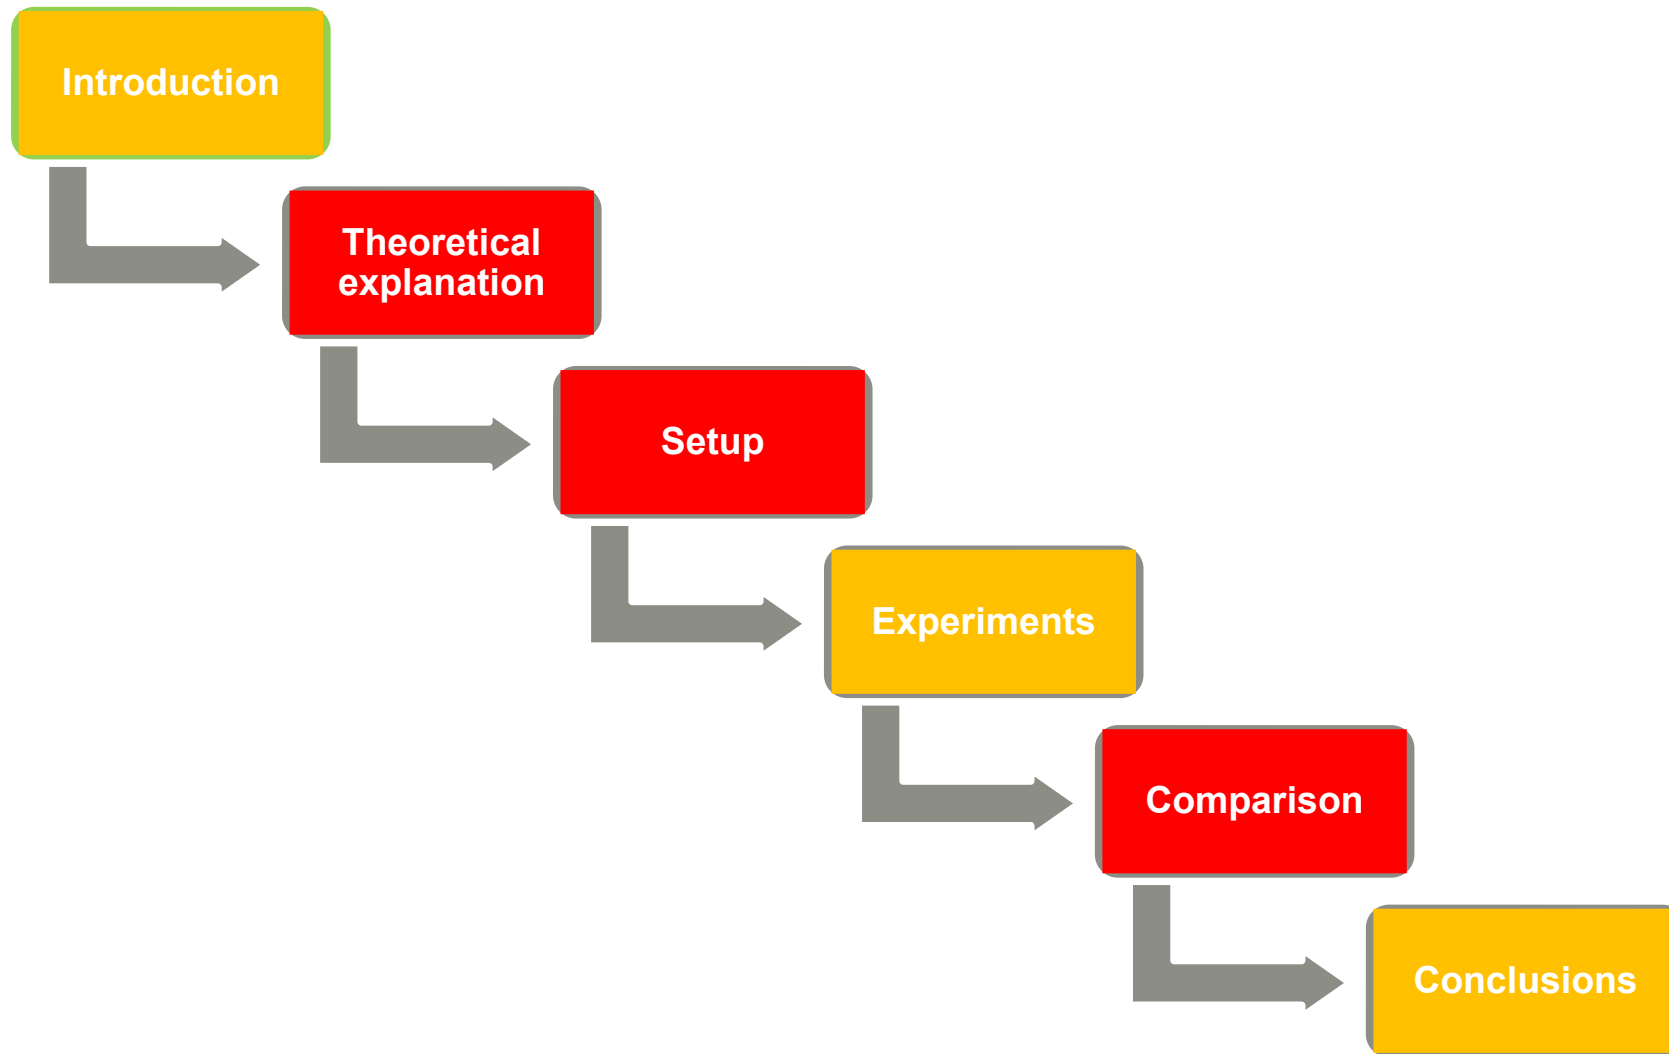 Introduction
Theoretical
explanation
Setup
Experiments
Comparison
Conclusions